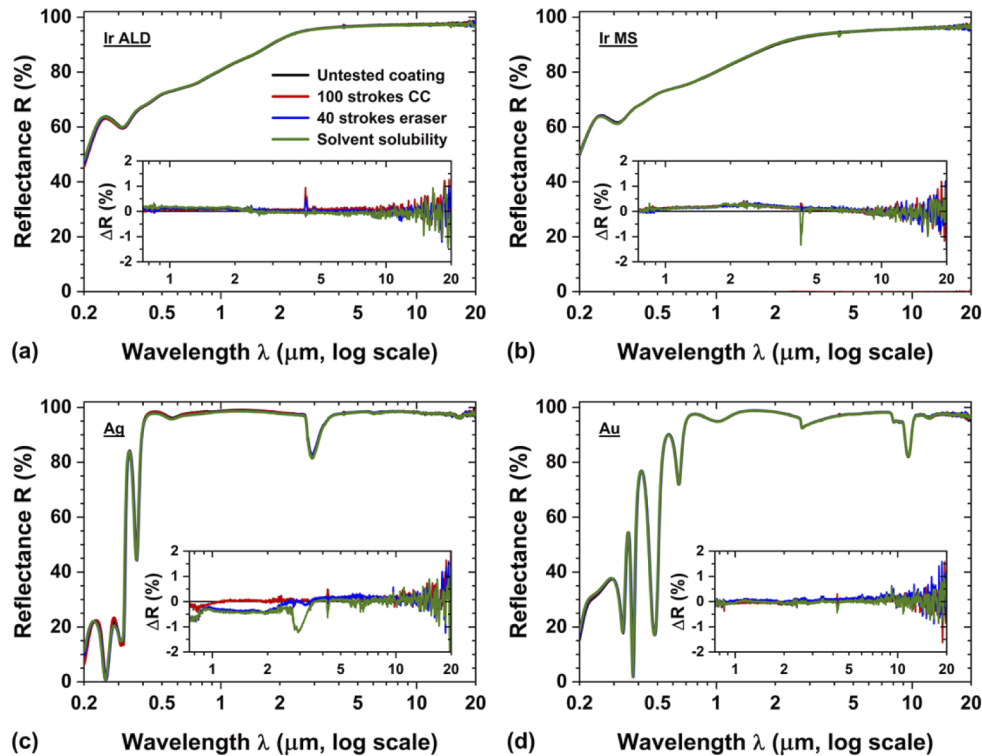 Ir ALD
Untested coating
100 strokes CC
40 strokes eraser
Solvent solubility
Reflectance R (%)
100
80
60
40
20
0
ΔR (%)
2
1
0
-1
-2
1 2 5 10 20
0.2 0.5 1 2 5 10 20
(a) Wavelength λ (μm, log scale)
Ir MS
Reflectance R (%)
100
80
60
40
20
0
ΔR (%)
2
1
0
-1
-2
1 2 5 10 20
0.2 0.5 1 2 5 10 20
(b) Wavelength λ (μm, log scale)
Ag
Reflectance R (%)
100
80
60
40
20
0
ΔR (%)
2
1
0
-1
-2
1 2 5 10 20
0.2 0.5 1 2 5 10 20
(c) Wavelength λ (μm, log scale)
Au
Reflectance R (%)
100
80
60
40
20
0
ΔR (%)
2
1
0
-1
-2
1 2 5 10 20
0.2 0.5 1 2 5 10 20
(d) Wavelength λ (μm, log scale)